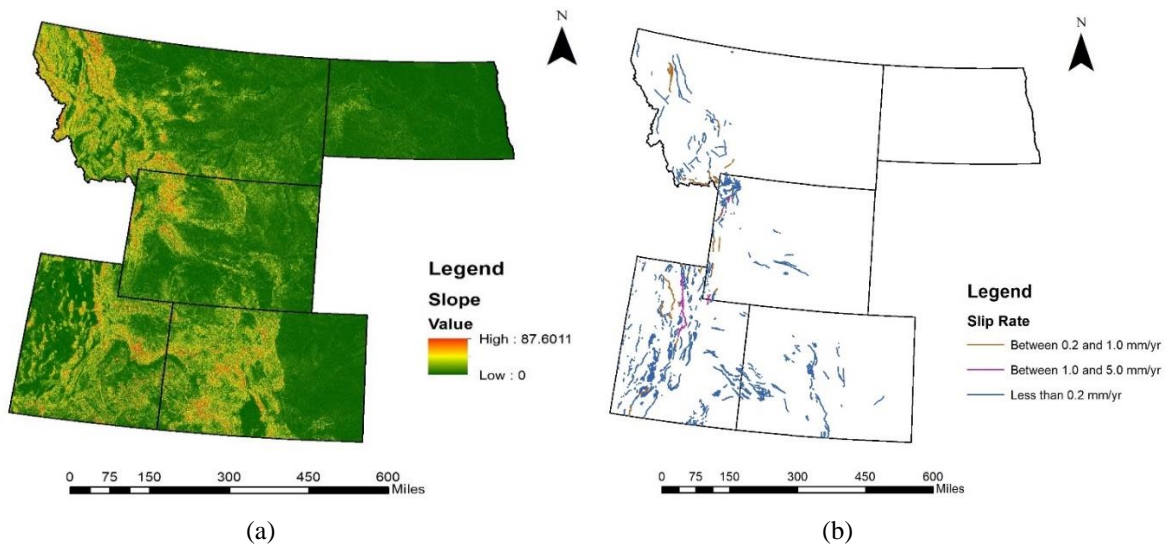 N
Legend
Slope
Value
High : 87.6011
Low : 0
0 75 150 300 450 600
Miles
(a)
N
Legend
Slip Rate
Between 0.2 and 1.0 mm/yr
Between 1.0 and 5.0 mm/yr
Less than 0.2 mm/yr
0 75 150 300 450 600
Miles
(b)